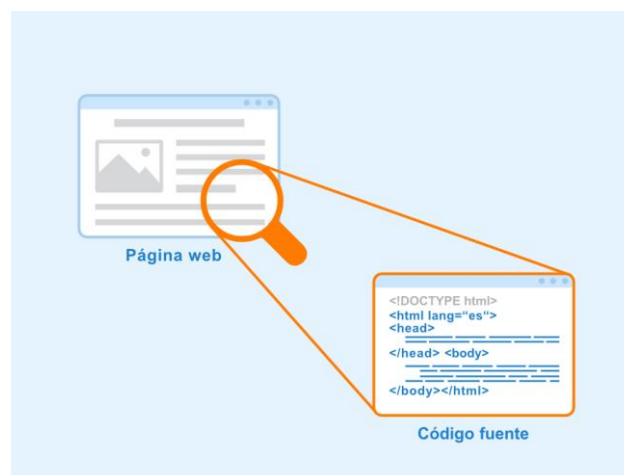 Página web
<!DOCTYPE html>
<html lang=“es“>
<head>
</head> <body>
</body></html>
Código fuente